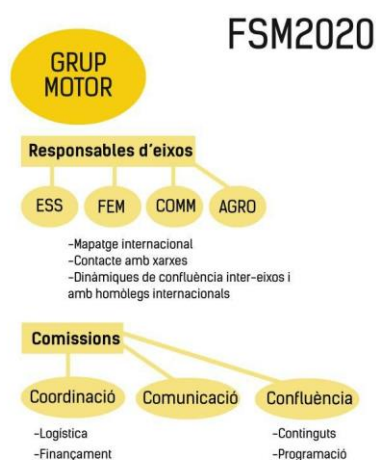 FSM2020
GRUP
MOTOR
Responsables d'eixos
ESS FEM COMM AGRO
-Mapatge internacional
-Contacte amb xarxes
-Dinàmiques de confluència inter-eixos i
amb homòlegs internacionals
Comissions
Coordinació Comunicació Confluència
-Logística
-Finançament
-Continguts
-Programació